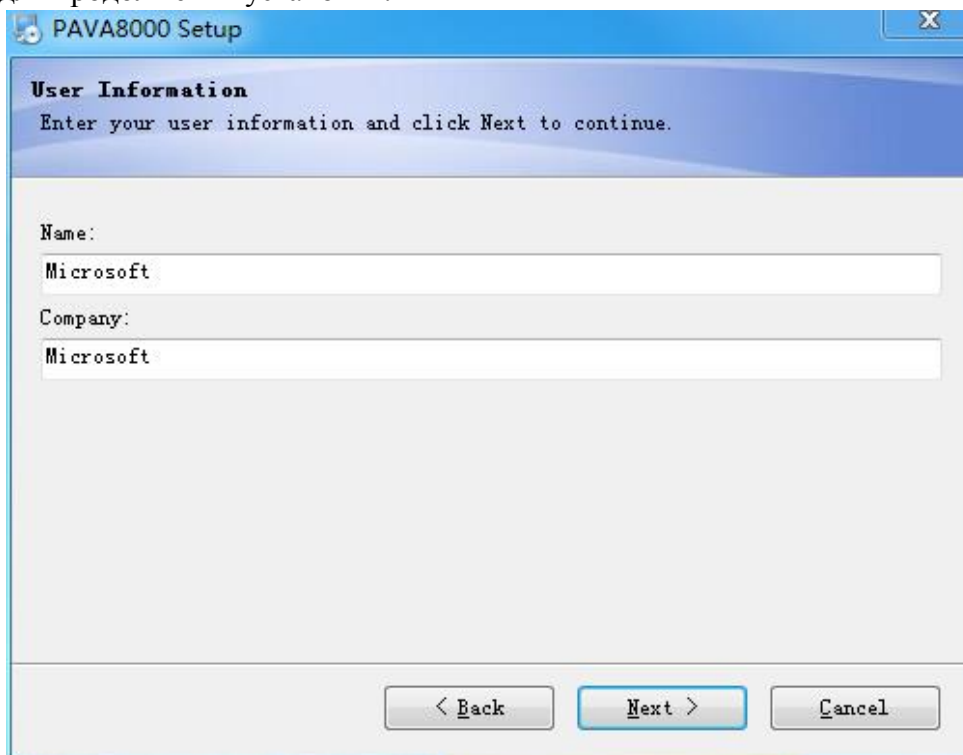 PAVA8000 Setup
User Information
Enter your user information and click Next to continue.
Name:
Microsoft
Company:
Microsoft
< Back
Next >
Cancel